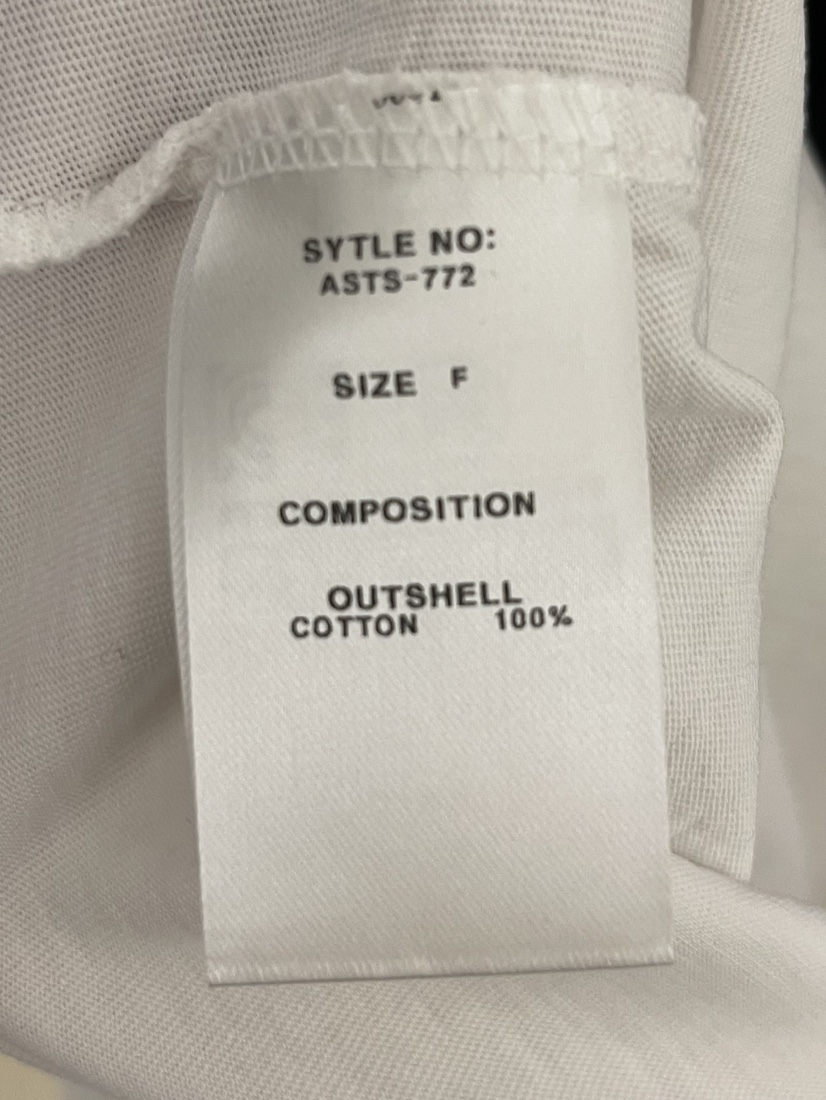 SYTLE NO:
ASTS-772
SIZE F
COMPOSITION
OUTSHELL
COTTON 100%